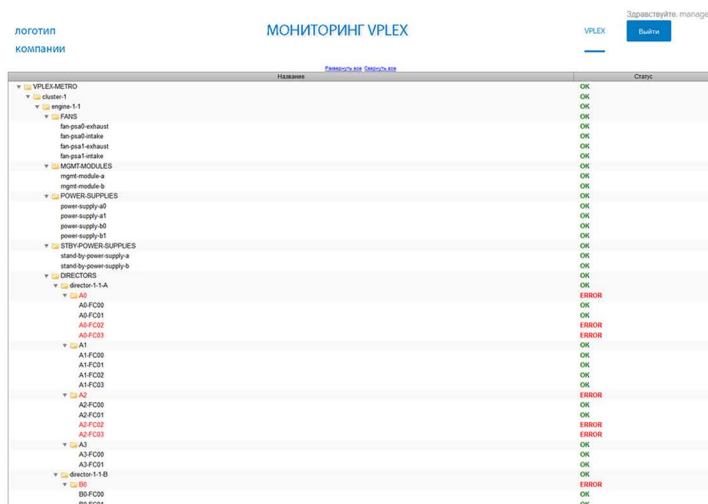 Здравствуйте, manage
логотип
компании
МОНИТОРИНГ VPLEX
VPLEX
Выйти
Развернуть все Свернуть все
Название Статус
VPLEX-METRO OK
cluster-1 OK
engine-1-1 OK
FANS OK
fan-psa0-exhaust OK
fan-psa0-intake OK
fan-psa1-exhaust OK
fan-psa1-intake OK
MGMT-MODULES OK
mgmt-module-a OK
mgmt-module-b OK
POWER-SUPPLIES OK
power-supply-a0 OK
power-supply-a1 OK
power-supply-b0 OK
power-supply-b1 OK
STBY-POWER-SUPPLIES OK
stand-by-power-supply-a OK
stand-by-power-supply-b OK
DIRECTORS OK
director-1-1-A OK
A0 ERROR
A0-FC00 OK
A0-FC01 OK
A0-FC02 ERROR
A0-FC03 ERROR
A1 OK
A1-FC00 OK
A1-FC01 OK
A1-FC02 OK
A1-FC03 OK
A2 ERROR
A2-FC00 OK
A2-FC01 OK
A2-FC02 ERROR
A2-FC03 ERROR
A3 OK
A3-FC00 OK
A3-FC01 OK
director-1-1-B OK
B0 ERROR
B0-FC00 OK